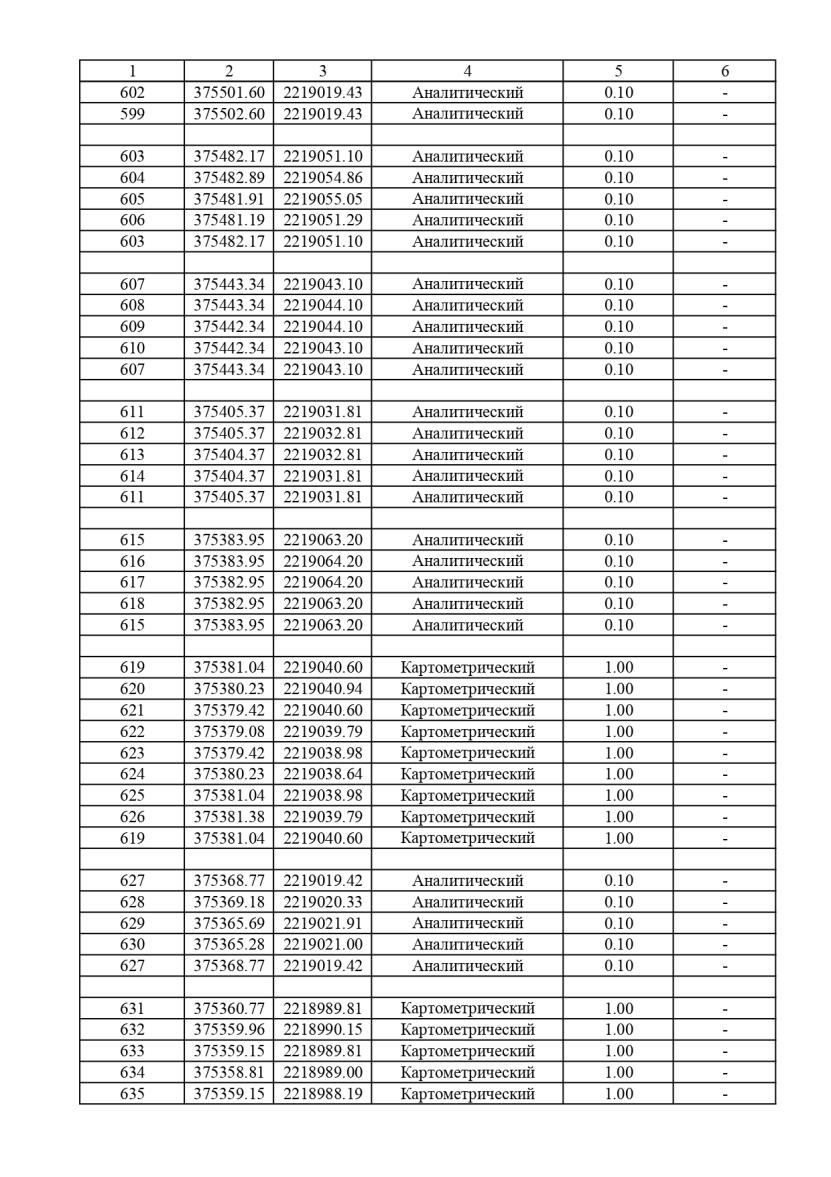 1 2 3 4 5 6
602 375501.60 2219019.43 Аналитический 0.10 -
599 375502.60 2219019.43 Аналитический 0.10 -
603 375482.17 2219051.10 Аналитический 0.10 -
604 375482.89 2219054.86 Аналитический 0.10 -
605 375481.91 2219055.05 Аналитический 0.10 -
606 375481.19 2219051.29 Аналитический 0.10 -
603 375482.17 2219051.10 Аналитический 0.10 -
607 375443.34 2219043.10 Аналитический 0.10 -
608 375443.34 2219044.10 Аналитический 0.10 -
609 375442.34 2219044.10 Аналитический 0.10 -
610 375442.34 2219043.10 Аналитический 0.10 -
607 375443.34 2219043.10 Аналитический 0.10 -
611 375405.37 2219031.81 Аналитический 0.10 -
612 375405.37 2219032.81 Аналитический 0.10 -
613 375404.37 2219032.81 Аналитический 0.10 -
614 375404.37 2219031.81 Аналитический 0.10 -
611 375405.37 2219031.81 Аналитический 0.10 -
615 375383.95 2219063.20 Аналитический 0.10 -
616 375383.95 2219064.20 Аналитический 0.10 -
617 375382.95 2219064.20 Аналитический 0.10 -
618 375382.95 2219063.20 Аналитический 0.10 -
615 375383.95 2219063.20 Аналитический 0.10 -
619 375381.04 2219040.60 Картометрический 1.00 -
620 375380.23 2219040.94 Картометрический 1.00 -
621 375379.42 2219040.60 Картометрический 1.00 -
622 375379.08 2219039.79 Картометрический 1.00 -
623 375379.42 2219038.98 Картометрический 1.00 -
624 375380.23 2219038.64 Картометрический 1.00 -
625 375381.04 2219038.98 Картометрический 1.00 -
626 375381.38 2219039.79 Картометрический 1.00 -
619 375381.04 2219040.60 Картометрический 1.00 -
627 375368.77 2219019.42 Аналитический 0.10 -
628 375369.18 2219020.33 Аналитический 0.10 -
629 375365.69 2219021.91 Аналитический 0.10 -
630 375365.28 2219021.00 Аналитический 0.10 -
627 375368.77 2219019.42 Аналитический 0.10 -
631 375360.77 2218989.81 Картометрический 1.00 -
632 375359.96 2218990.15 Картометрический 1.00 -
633 375359.15 2218989.81 Картометрический 1.00 -
634 375358.81 2218989.00 Картометрический 1.00 -
635 375359.15 2218988.19 Картометрический 1.00 -